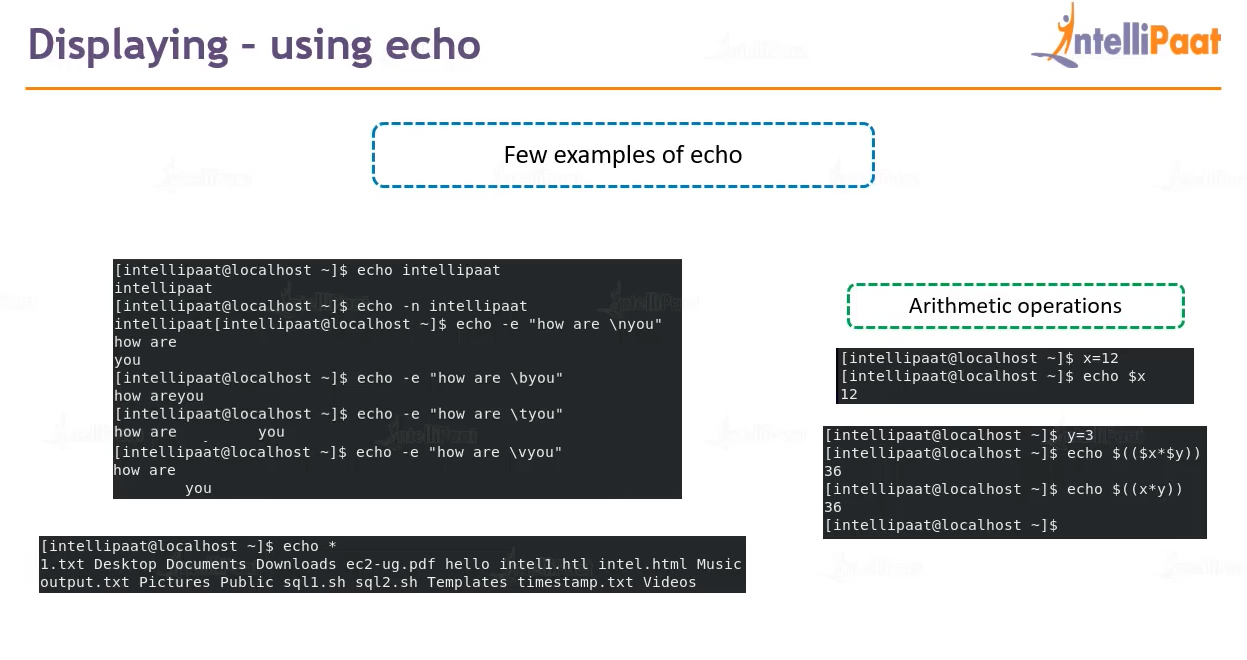 Displaying - using echo
IntelliPaat
Few examples of echo
[intellipaat@localhost ~]$ echo intellipaat
intellipaat
[intellipaat@localhost ~]$ echo -n intellipaat
intellipaat[intellipaat@localhost ~]$ echo -e "how are \nyou"
how are
you
[intellipaat@localhost ~]$ echo -e "how are \byou"
how areyou
[intellipaat@localhost ~]$ echo -e "how are \tyou"
how are         you
[intellipaat@localhost ~]$ echo -e "how are \vyou"
how are
        you
[intellipaat@localhost ~]$ echo *
1.txt Desktop Documents Downloads ec2-ug.pdf hello intel1.htl intel.html Music
output.txt Pictures Public sql1.sh sql2.sh Templates timestamp.txt Videos
Arithmetic operations
[intellipaat@localhost ~]$ x=12
[intellipaat@localhost ~]$ echo $x
12
[intellipaat@localhost ~]$ y=3
[intellipaat@localhost ~]$ echo $(($x*$y))
36
[intellipaat@localhost ~]$ echo $((x*y))
36
[intellipaat@localhost ~]$